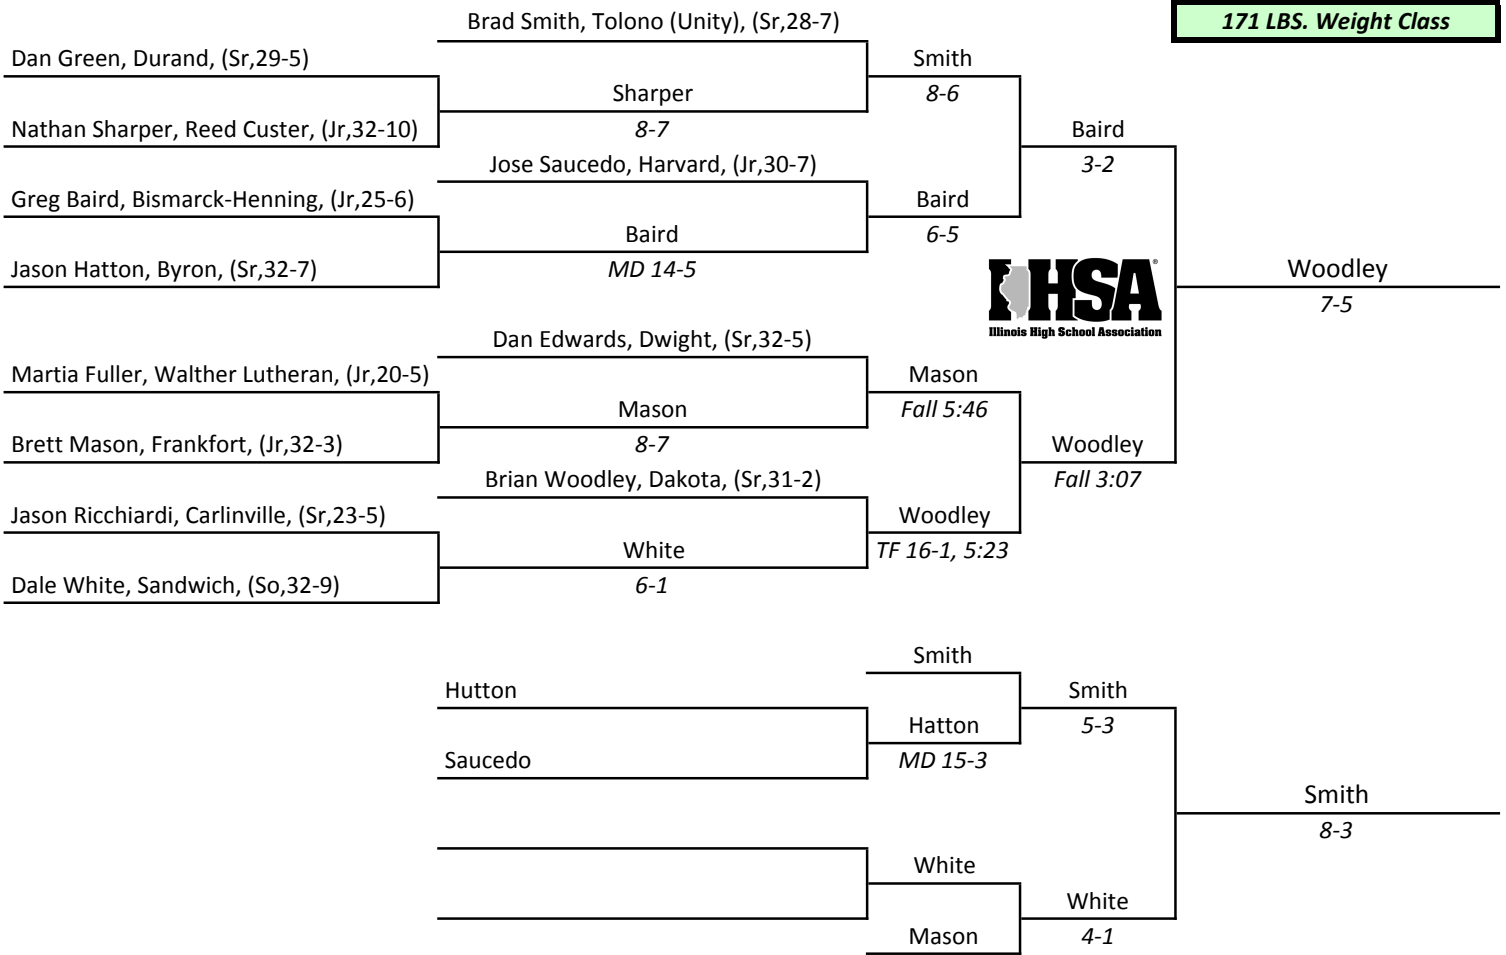 Brad Smith, Tolono (Unity), (Sr,28-7)
171 LBS. Weight Class
Dan Green, Durand, (Sr,29-5)
Smith
Sharper
8-6
Nathan Sharper, Reed Custer, (Jr,32-10)
8-7
Baird
Jose Saucedo, Harvard, (Jr,30-7)
3-2
Greg Baird, Bismarck-Henning, (Jr,25-6)
Baird
Baird
6-5
Jason Hatton, Byron, (Sr,32-7)
MD 14-5
IHSA
Illinois High School Association
Woodley
7-5
Dan Edwards, Dwight, (Sr,32-5)
Martia Fuller, Walther Lutheran, (Jr,20-5)
Mason
Mason
Fall 5:46
Brett Mason, Frankfort, (Jr,32-3)
8-7
Woodley
Brian Woodley, Dakota, (Sr,31-2)
Fall 3:07
Jason Ricchiardi, Carlinville, (Sr,23-5)
Woodley
White
TF 16-1, 5:23
Dale White, Sandwich, (So,32-9)
6-1
Smith
Hutton
Smith
Hatton
5-3
Saucedo
MD 15-3
Smith
8-3
White
White
Mason
4-1